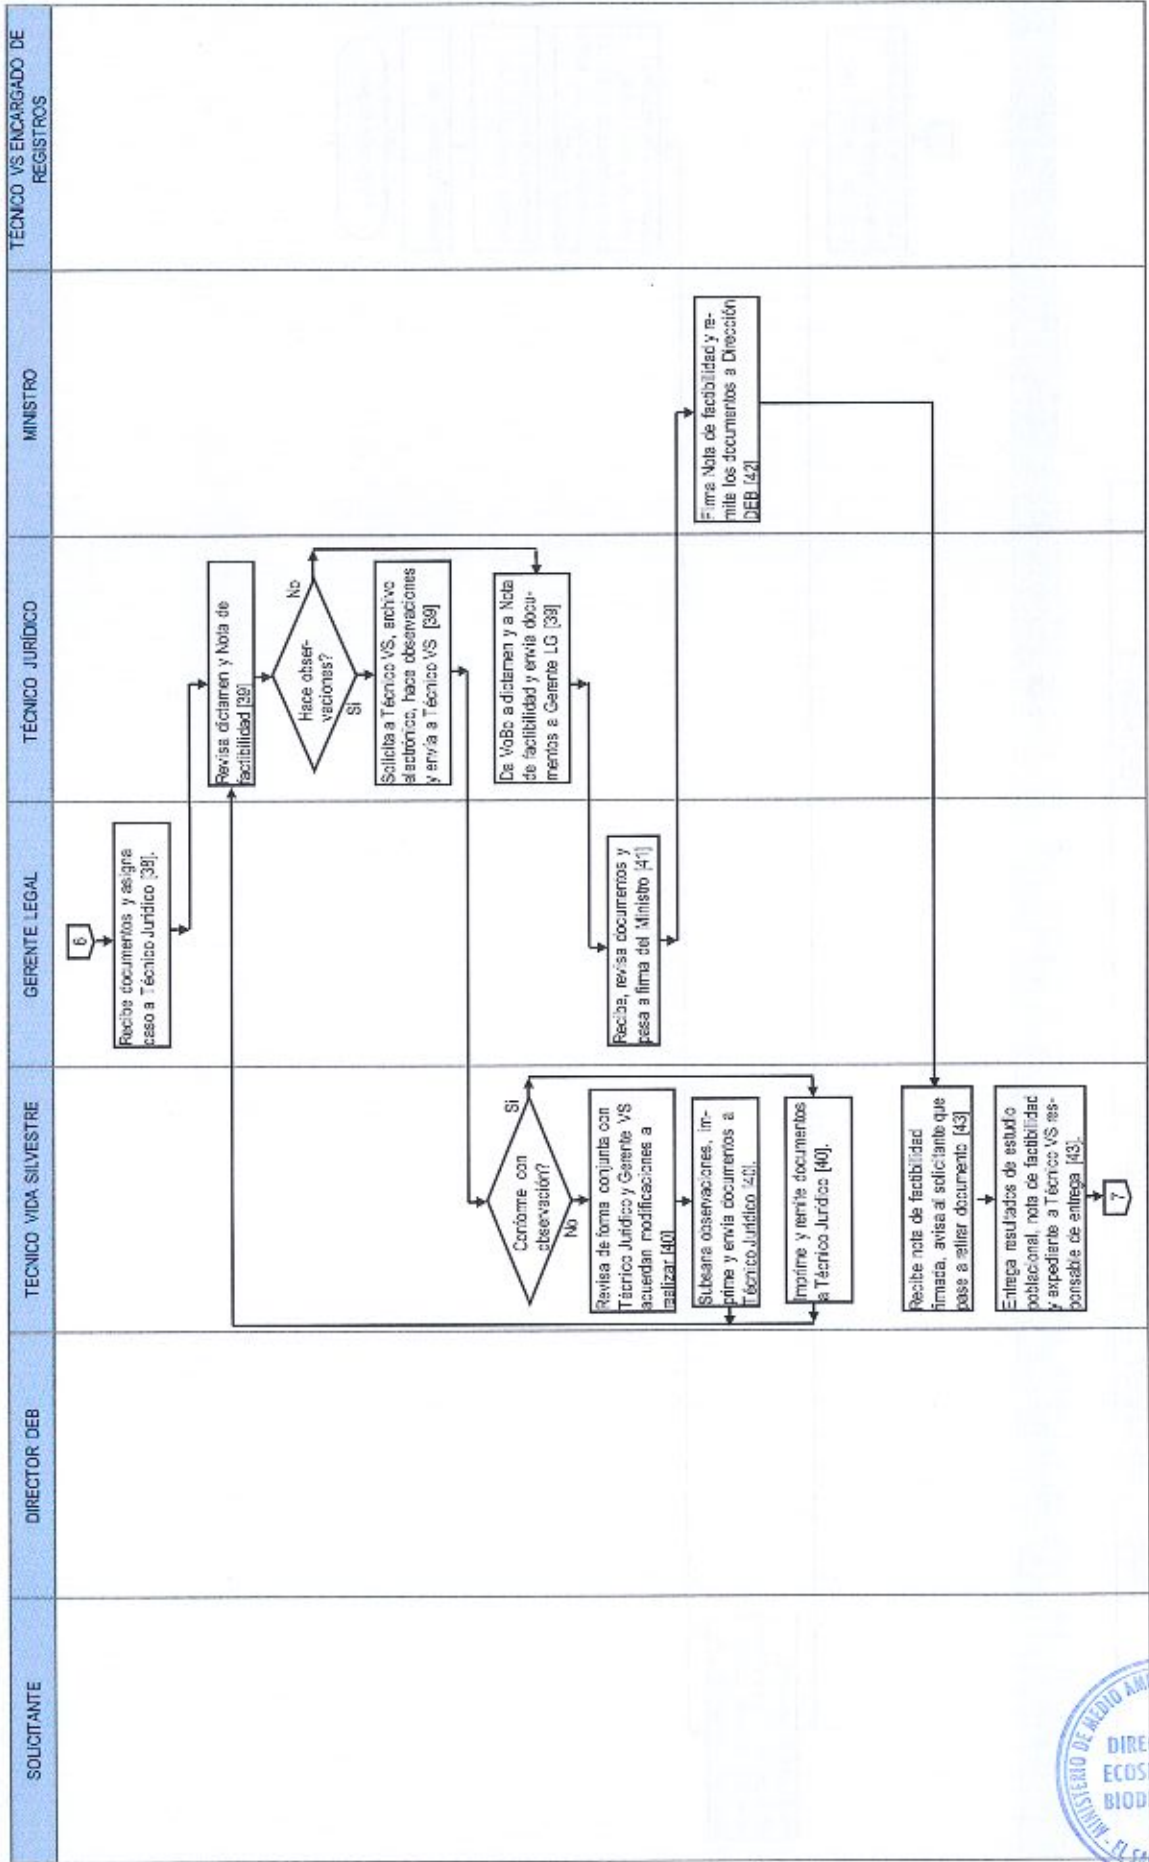 SOLICITANTE
DIRECTOR DEB
TECNICO VIDA SILVESTRE
GERENTE LEGAL
TÉCNICO JURÍDICO
MINISTRO
TÉCNICO VS ENCARGADO DE
REGISTROS
6
Recibe documentos y asigna
caso a Técnico Jurídico [38].
Revisa dictamen y Nota de
factibilidad [39]
Hace obser-
vaciones?
No
Si
Solicita a Técnico VS, archivo
electrónico, hace observaciones
y envía a Técnico VS [39]
Conforme con
observación?
Si
No
Revisa de forma conjunta con
Técnico Jurídico y Gerente VS
acuerdan modificaciones a
realizar [40]
Subsana observaciones, im-
prime y envía documentos a
Técnico Jurídico [40].
Imprime y remite documentos
a Técnico Jurídico [40].
Da VoBo a dictamen y a Nota
de factibilidad y envía docu-
mentos a Gerente LG [39]
Recibe, revisa documentos y
pasa a firma del Ministro [41]
Firma Nota de factibilidad y re-
mite los documentos a Dirección
DEB [42]
Recibe nota de factibilidad
firmada, avisa al solicitante que
pase a retirar documento [43]
Entrega resultados de estudio
poblacional, nota de factibilidad
y expediente a Técnico VS res-
ponsable de entrega [43].
7
MINISTERIO DE MEDIO AM
DIRE
ECOS
BIOD